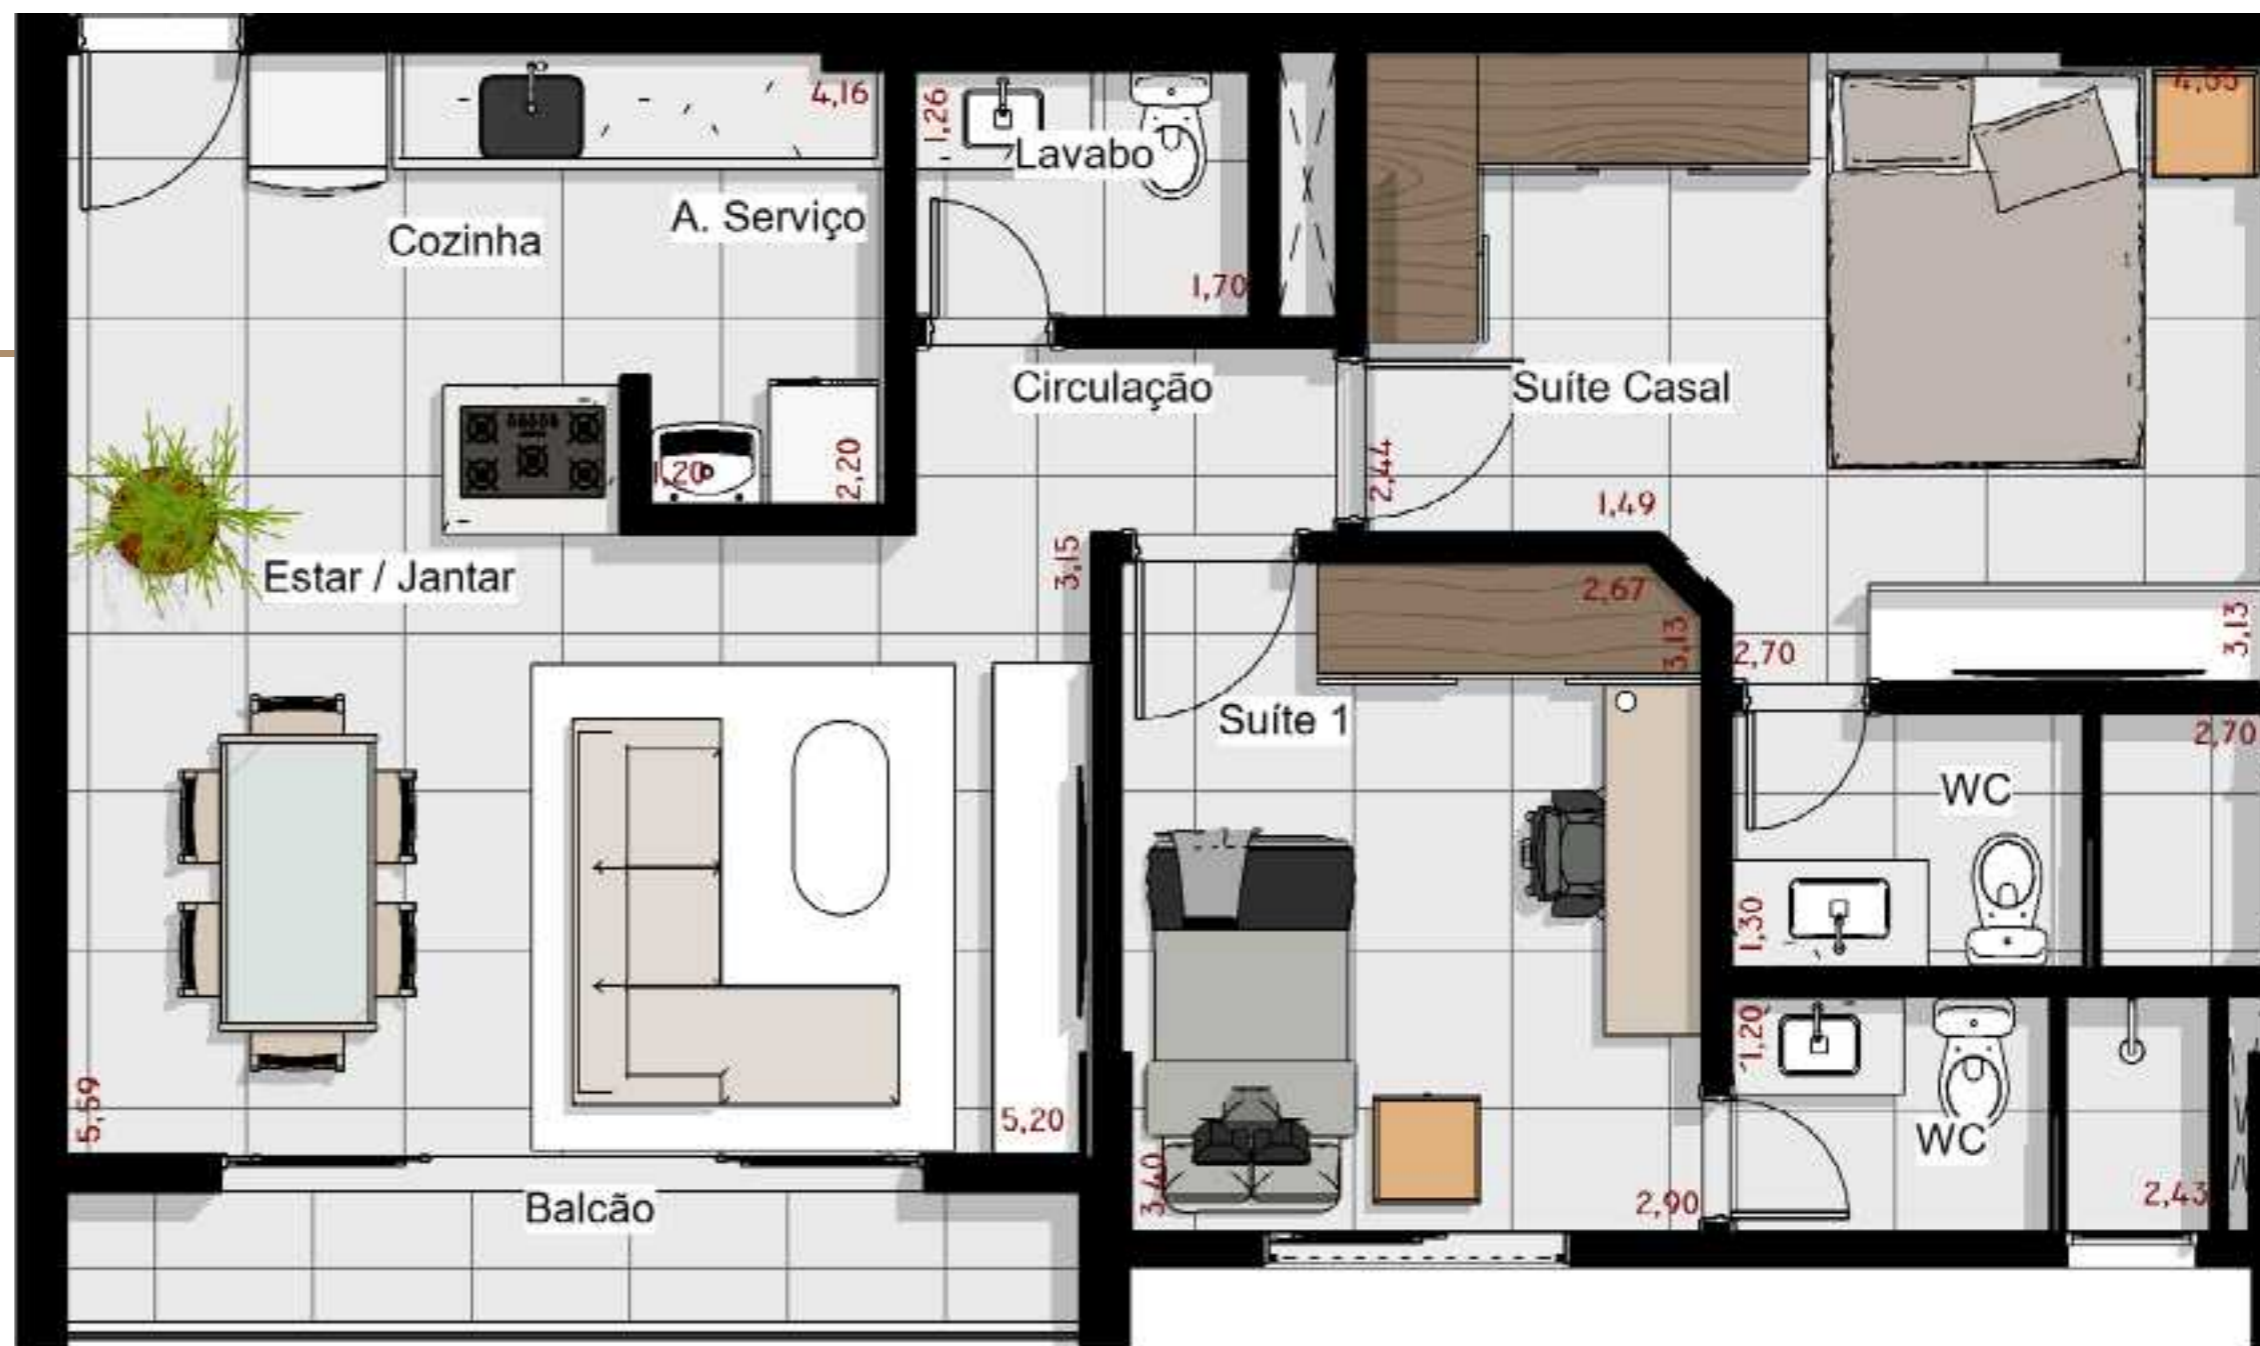 4,16
1,26
Lavabo
A. Serviço
Cozinha
1,70
Circulação
Suíte Casal
1,20
2,20
2,44
1,49
3,15
Estar / Jantar
2,67
3,13
2,70
3,13
Suíte 1
2,70
WC
1,30
1,20
5,59
5,20
WC
3,40
2,90
2,43
Balcão